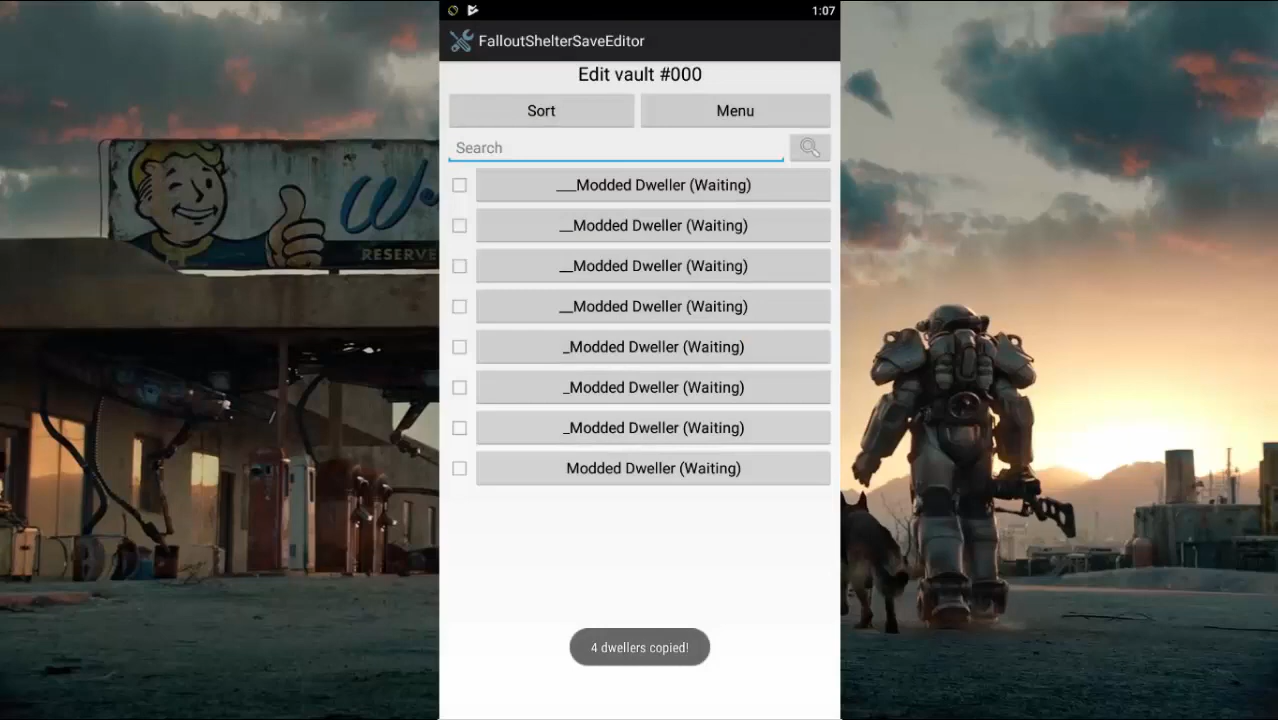 1:07
FalloutShelterSaveEditor
Edit vault #000
Sort
Menu
Search
___Modded Dweller (Waiting)
__Modded Dweller (Waiting)
__Modded Dweller (Waiting)
__Modded Dweller (Waiting)
_Modded Dweller (Waiting)
_Modded Dweller (Waiting)
_Modded Dweller (Waiting)
Modded Dweller (Waiting)
4 dwellers copied!
RESERVE